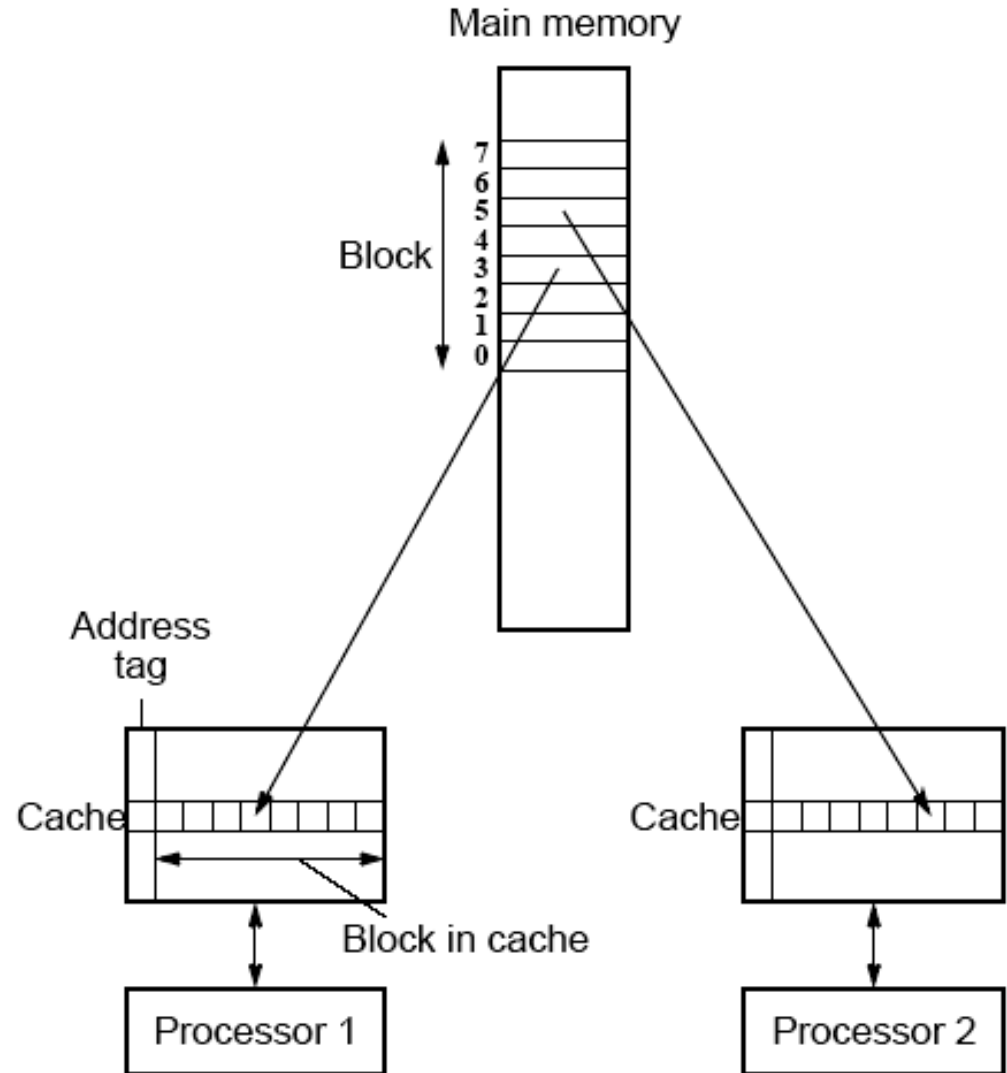 Main memory
7
6
5
Block
4
3
2
1
0
Address
tag
Cache
Cache
Block in cache
Processor 1
Processor 2